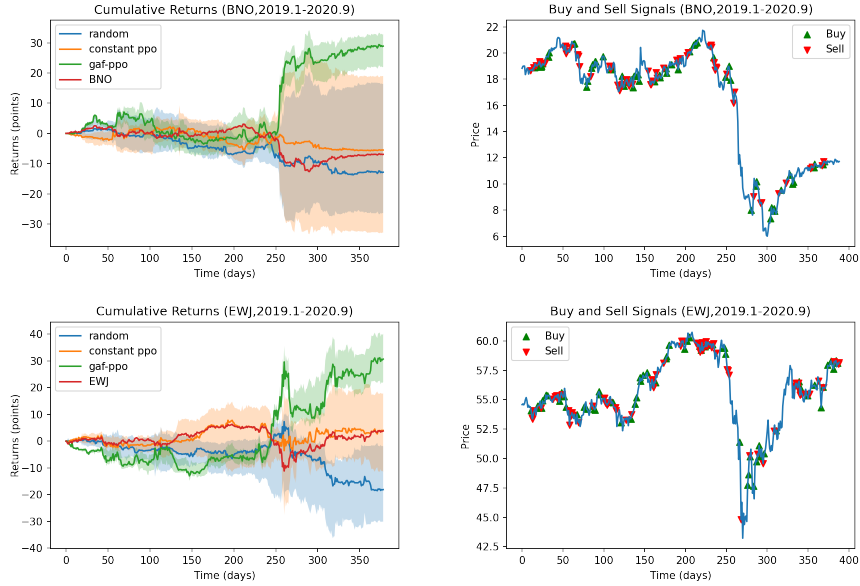 Cumulative Returns (BNO,2019.1-2020.9)
random
constant ppo
gaf-ppo
BNO
Returns (points)
30
20
10
0
−10
−20
−30
0 50 100 150 200 250 300 350
Time (days)
Buy and Sell Signals (BNO,2019.1-2020.9)
Buy
Sell
Price
22
20
18
16
14
12
10
8
6
0 50 100 150 200 250 300 350 400
Time (days)
Cumulative Returns (EWJ,2019.1-2020.9)
random
constant ppo
gaf-ppo
EWJ
Returns (points)
40
30
20
10
0
−10
−20
−30
−40
0 50 100 150 200 250 300 350
Time (days)
Buy and Sell Signals (EWJ,2019.1-2020.9)
Buy
Sell
Price
60.0
57.5
55.0
52.5
50.0
47.5
45.0
42.5
0 50 100 150 200 250 300 350 400
Time (days)